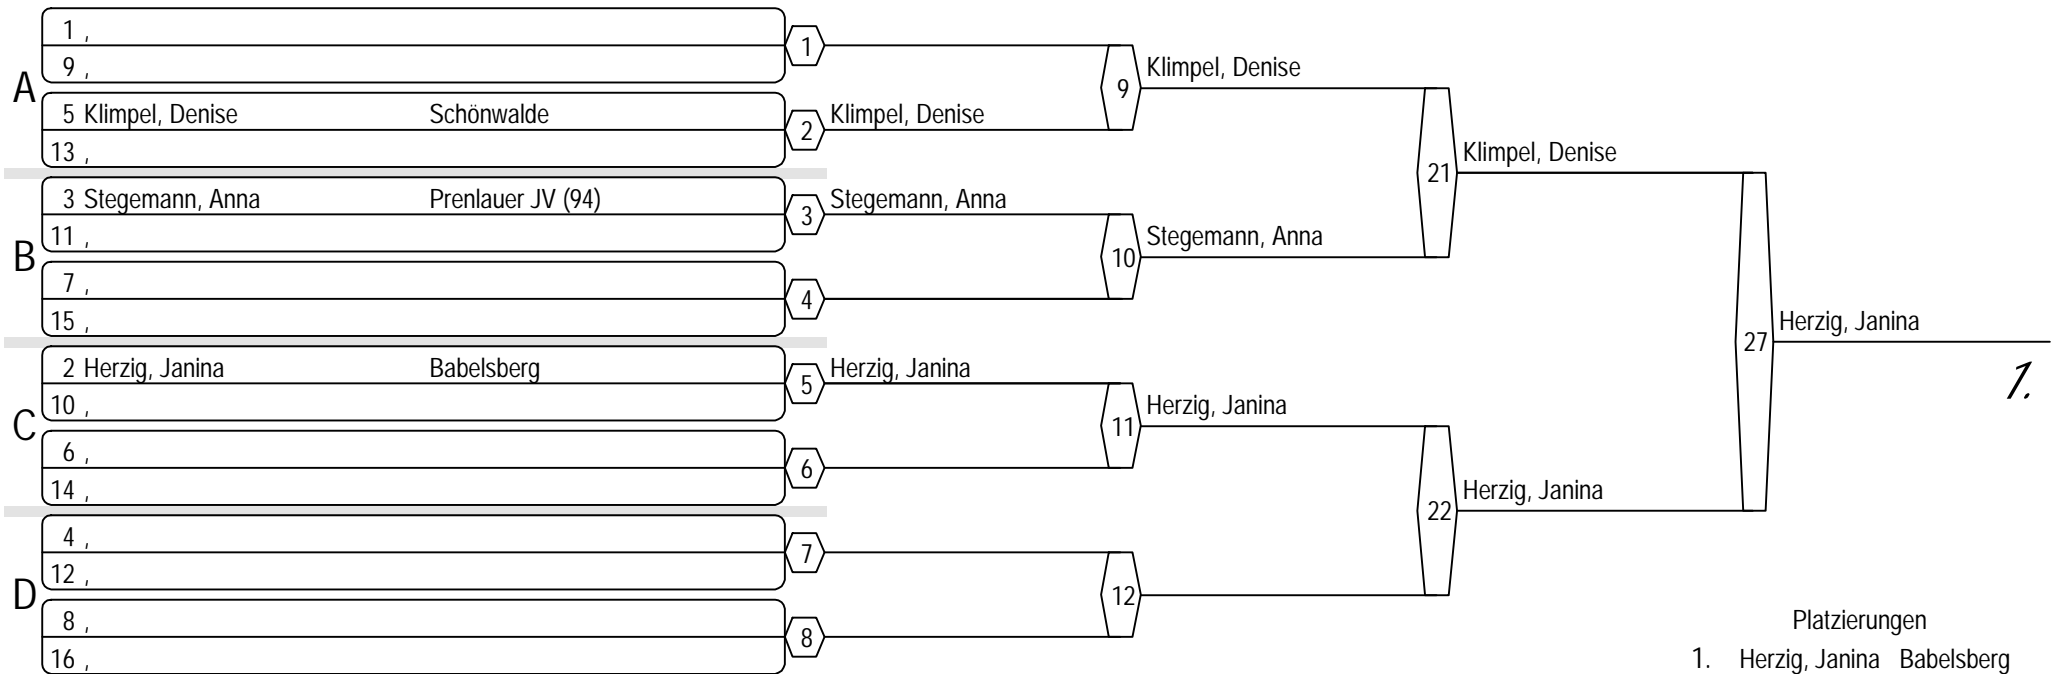 A
1 ,
9 ,
1
5 Klimpel, Denise Schönwalde
13 ,
2 Klimpel, Denise
9 Klimpel, Denise
B
3 Stegemann, Anna Prenlauer JV (94)
11 ,
3 Stegemann, Anna
7 ,
15 ,
4
10 Stegemann, Anna
21 Klimpel, Denise
C
2 Herzig, Janina Babelsberg
10 ,
5 Herzig, Janina
6 ,
14 ,
6
11 Herzig, Janina
D
4 ,
12 ,
7
8 ,
16 ,
8
12
22 Herzig, Janina
27 Herzig, Janina
1.
Platzierungen
1. Herzig, Janina Babelsberg